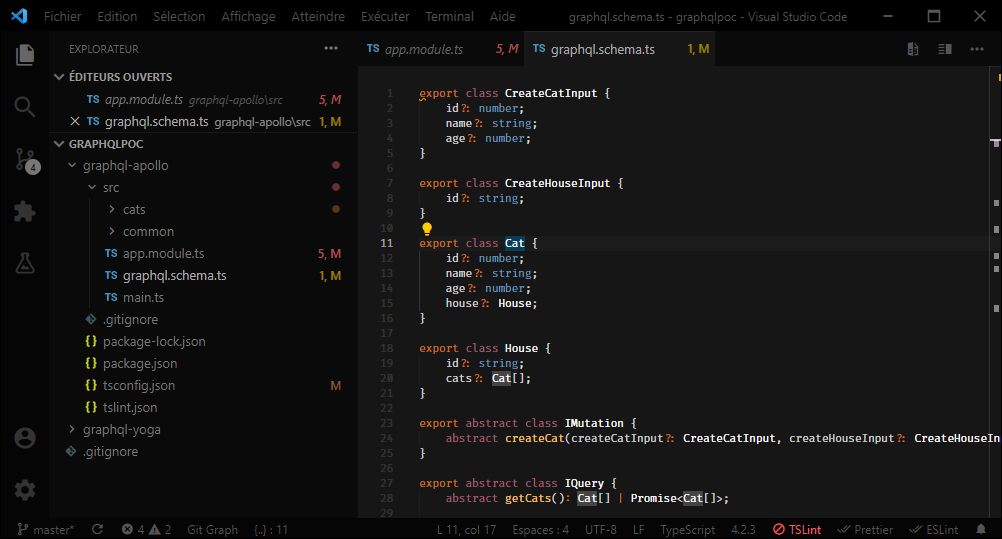 Fichier Edition Sélection Affichage Atteindre Exécuter Terminal Aide graphql.schema.ts - graphqlpoc - Visual Studio Code
EXPLORATEUR ...
ÉDITEURS OUVERTS
TS app.module.ts graphql-apollo\src 5, M
TS graphql.schema.ts graphql-apollo\src 1, M
GRAPHQLPOC
graphql-apollo
src
cats
common
TS app.module.ts 5, M
TS graphql.schema.ts 1, M
TS main.ts
.gitignore
{} package-lock.json
{} package.json
{} tsconfig.json M
{} tslint.json
graphql-yoga
.gitignore
4
TS app.module.ts 5, M TS graphql.schema.ts 1, M ...
1 export class CreateCatInput {
2 id?: number;
3 name?: string;
4 age?: number;
5 }
6
7 export class CreateHouseInput {
8 id?: string;
9 }
10
11 export class Cat {
12 id?: number;
13 name?: string;
14 age?: number;
15 house?: House;
16 }
17
18 export class House {
19 id?: string;
20 cats?: Cat[];
21 }
22
23 export abstract class IMutation {
24 abstract createCat(createCatInput?: CreateCatInput, createHouseInput?: CreateHouseIn
25 }
26
27 export abstract class IQuery {
28 abstract getCats(): Cat[] | Promise<Cat[]>;
29
master* 4 2 Git Graph {..} : 11 L 11, col 17 Espaces : 4 UTF-8 LF TypeScript 4.2.3 TSLint Prettier ESLint